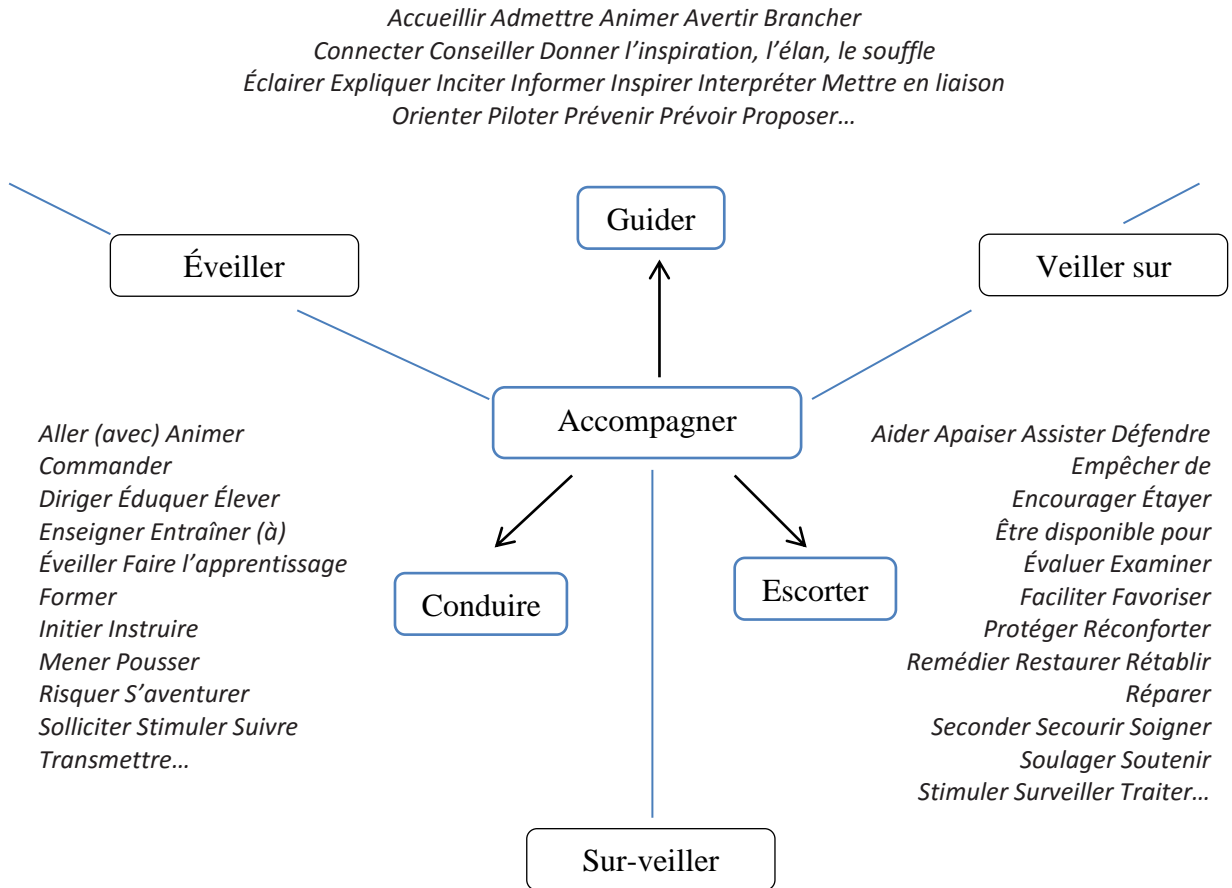 Accueillir Admettre Animer Avertir Brancher
Connecter Conseiller Donner l’inspiration, l’élan, le souffle
Éclairer Expliquer Inciter Informer Inspirer Interpréter Mettre en liaison
Orienter Piloter Prévenir Prévoir Proposer…
Guider
Éveiller
Veiller sur
Accompagner
Aller (avec) Animer
Commander
Diriger Éduquer Élever
Enseigner Entraîner (à)
Éveiller Faire l’apprentissage
Former
Initier Instruire
Mener Pousser
Risquer S’aventurer
Solliciter Stimuler Suivre
Transmettre…
Conduire
Escorter
Aider Apaiser Assister Défendre
Empêcher de
Encourager Étayer
Être disponible pour
Évaluer Examiner
Faciliter Favoriser
Protéger Réconforter
Remédier Restaurer Rétablir
Réparer
Seconder Secourir Soigner
Soulager Soutenir
Stimuler Surveiller Traiter…
Sur-veiller